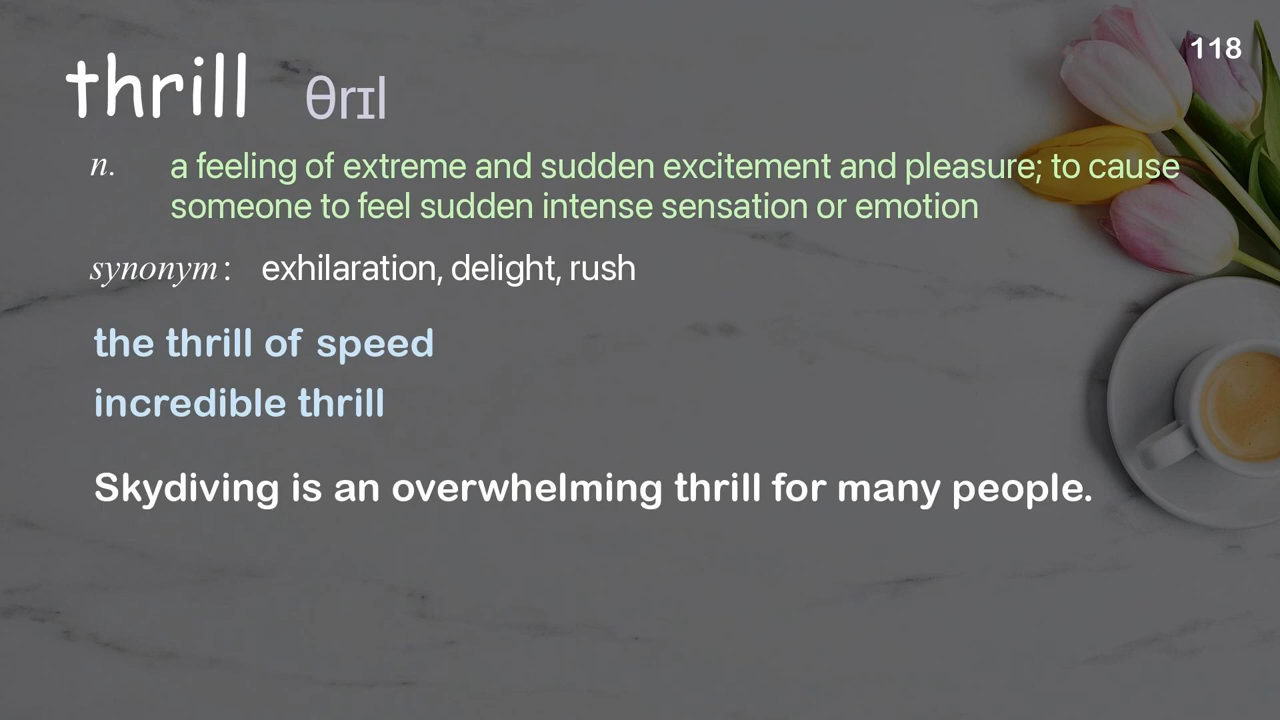 118
thrill θrɪl
n. a feeling of extreme and sudden excitement and pleasure; to cause
someone to feel sudden intense sensation or emotion
synonym : exhilaration, delight, rush
the thrill of speed
incredible thrill
Skydiving is an overwhelming thrill for many people.